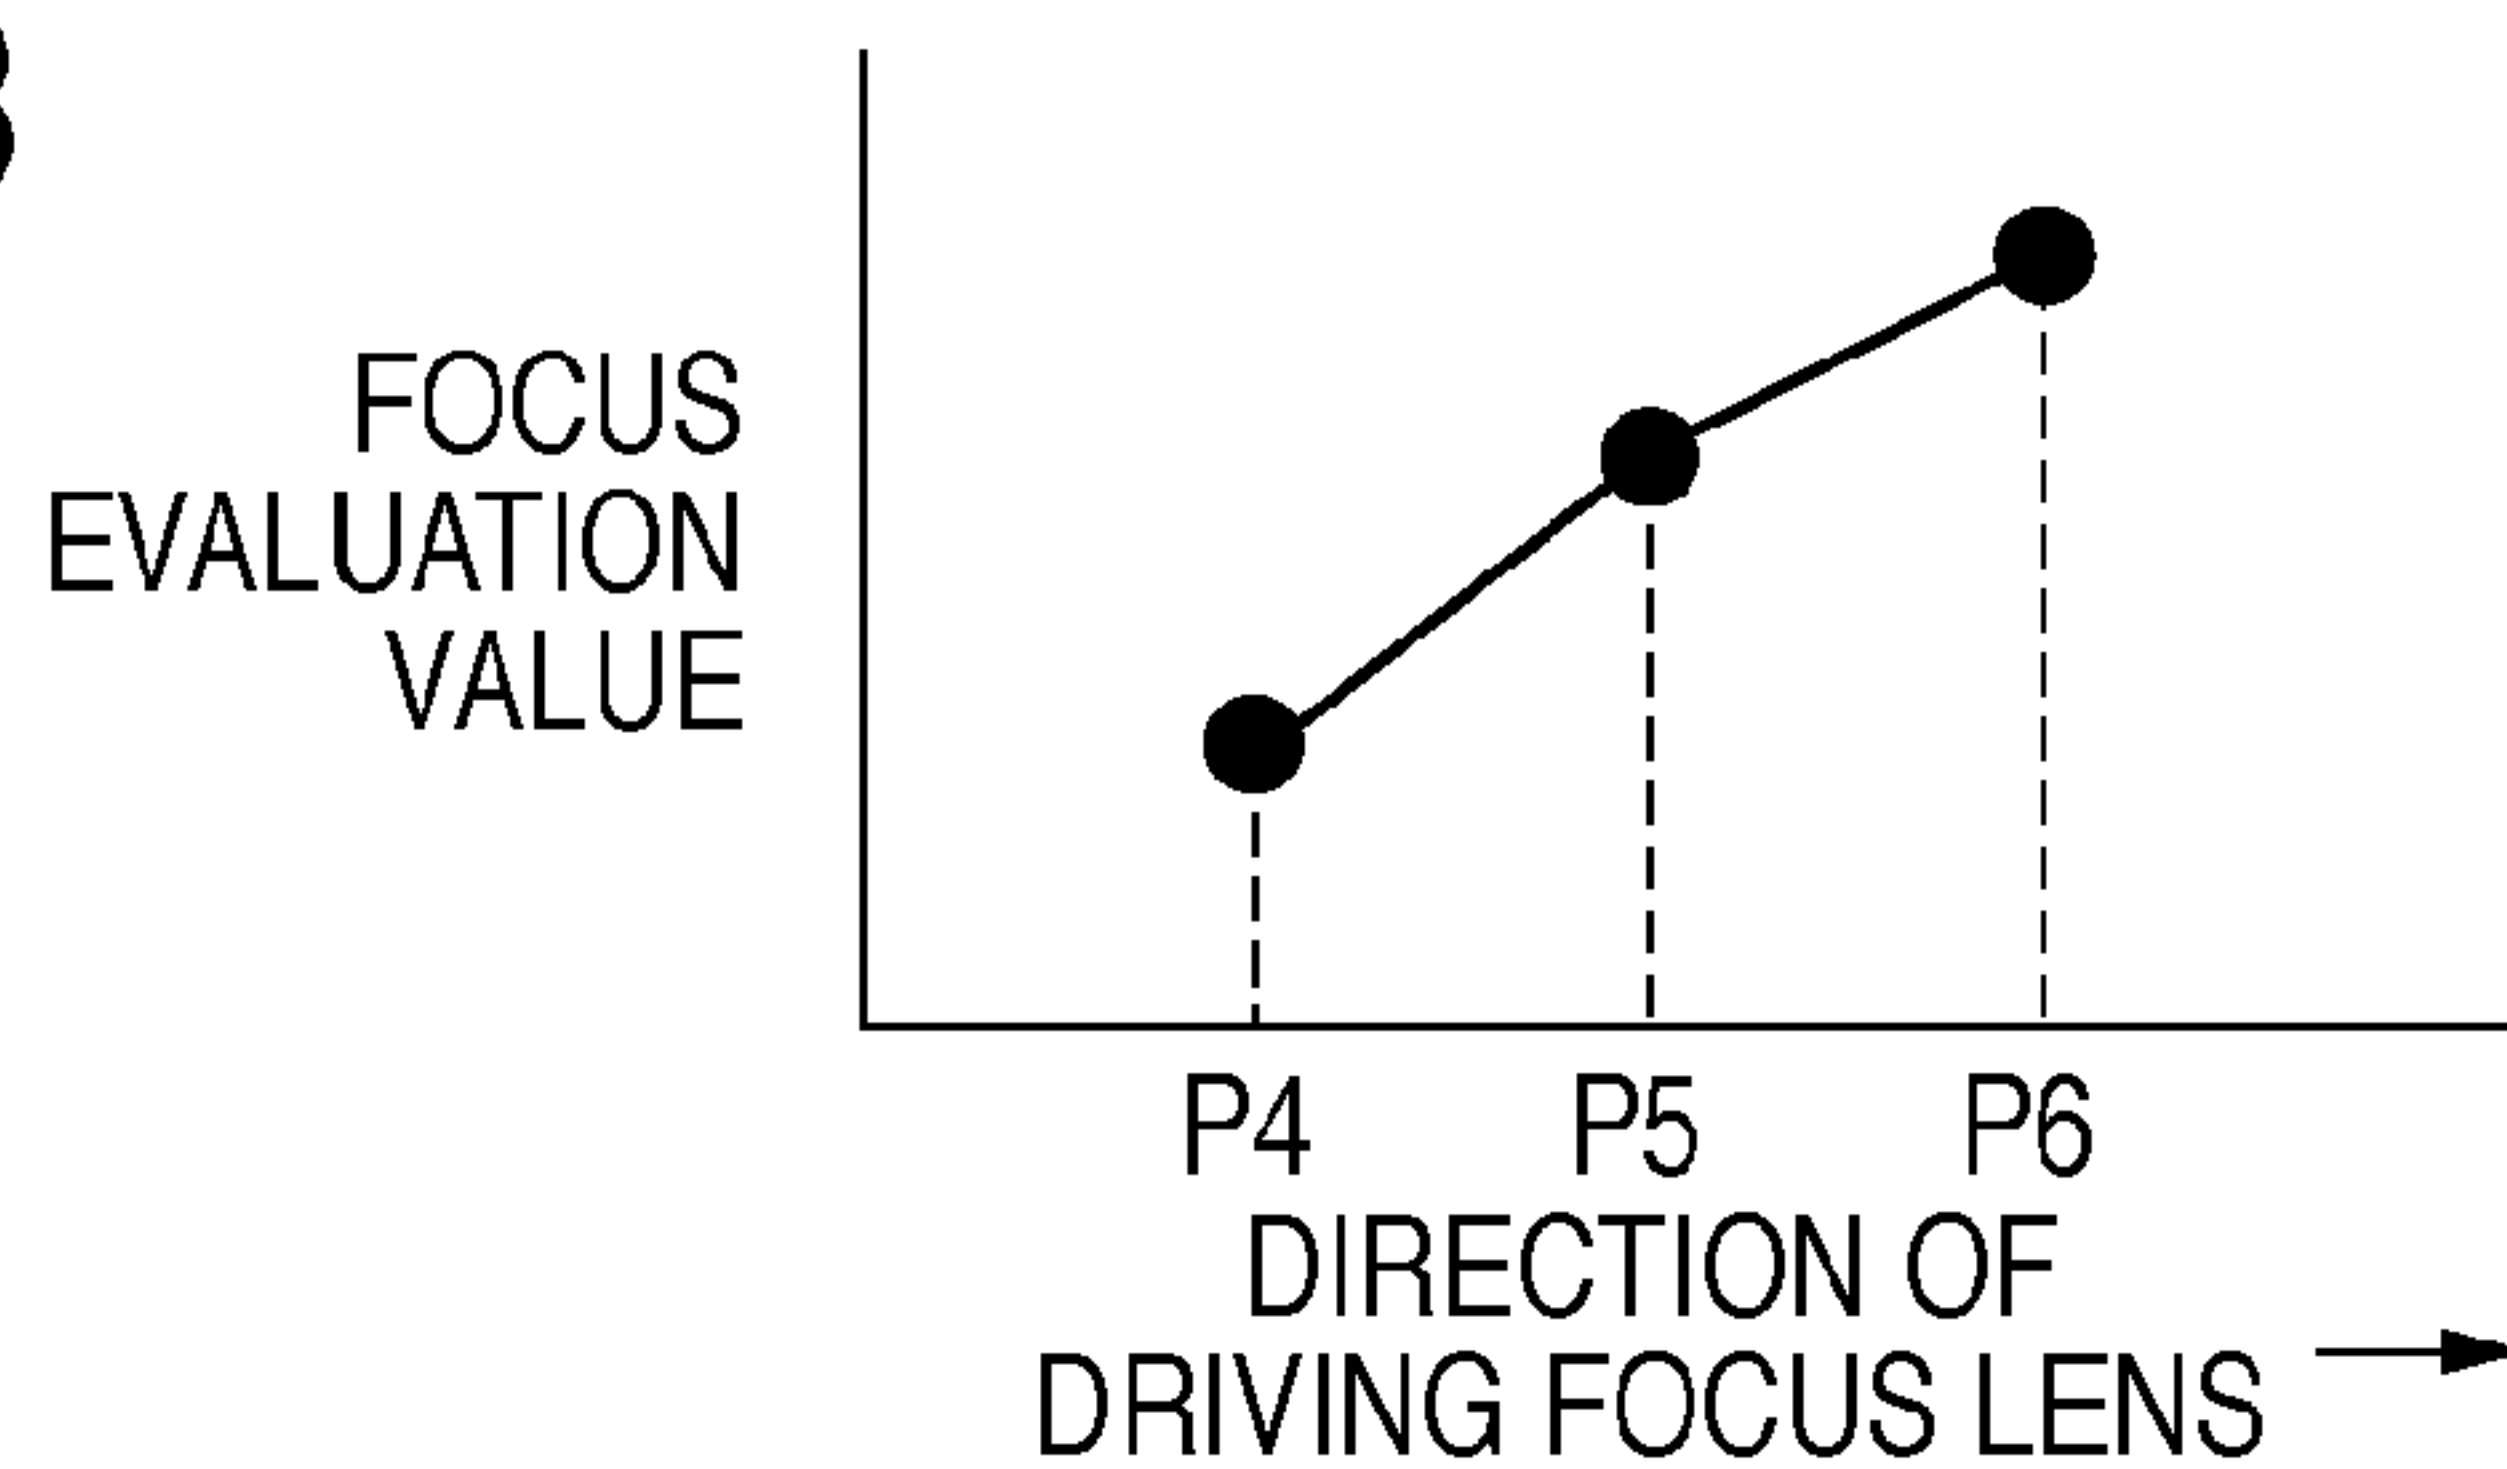 FOCUS
EVALUATION
VALUE
P4 P5 P6
DIRECTION OF
DRIVING FOCUS LENS